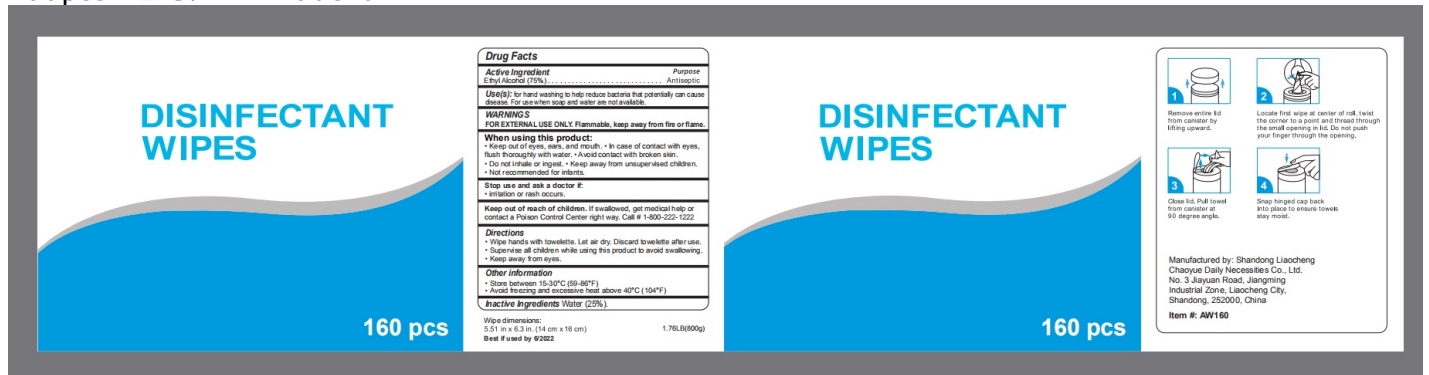 DISINFECTANT
WIPES
160 pcs
Drug Facts
Active Ingredient Purpose
Ethyl Alcohol (75%)............................ Antiseptic
Use(s): for hand washing to help reduce bacteria that potentially can cause
disease. For use when soap and water are not available.
WARNINGS
FOR EXTERNAL USE ONLY. Flammable, keep away from fire or flame.
When using this product:
• Keep out of eyes, ears, and mouth. • In case of contact with eyes,
flush thoroughly with water. • Avoid contact with broken skin.
• Do not inhale or ingest. • Keep away from unsupervised children.
• Not recommended for infants.
Stop use and ask a doctor if:
• irritation or rash occurs.
Keep out of reach of children. If swallowed, get medical help or
contact a Poison Control Center right way. Call # 1-800-222-1222
Directions
• Wipe hands with towelette. Let air dry. Discard towelette after use.
• Supervise all children while using this product to avoid swallowing.
• Keep away from eyes.
Other information
• Store between 15-30°C (59-86°F)
• Avoid freezing and excessive heat above 40°C (104°F)
Inactive Ingredients Water (25%).
Wipe dimensions:
5.51 in x 6.3 in. (14 cm x 16 cm) 1.76LB(800g)
Best if used by 6/2022
DISINFECTANT
WIPES
160 pcs
1
Remove entire lid
from canister by
lifting upward.
2
Locate first wipe at center of roll, twist
the corner to a point and thread through
the small opening in lid. Do not push
your finger through the opening.
3
Close lid. Pull towel
from canister at
90 degree angle.
4
Snap hinged cap back
Into place to ensure towels
stay moist.
Manufactured by: Shandong Liaocheng
Chaoyue Daily Necessities Co., Ltd.
No. 3 Jiayuan Road, Jiangming
Industrial Zone, Liaocheng City,
Shandong, 252000, China
Item #: AW160